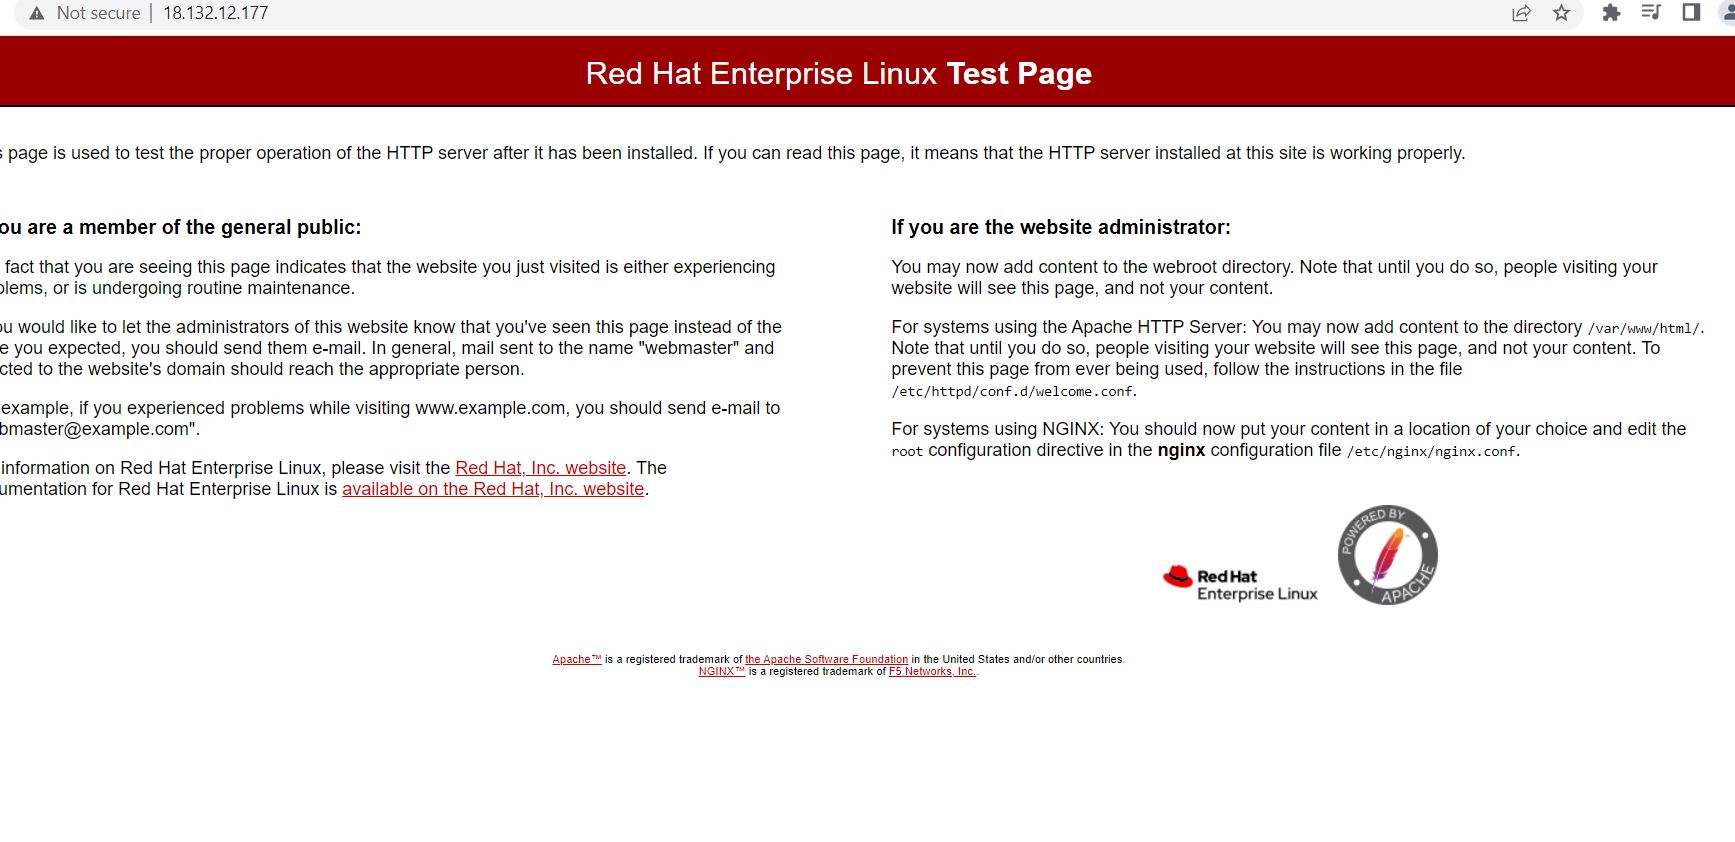 Not secure | 18.132.12.177
Red Hat Enterprise Linux Test Page
page is used to test the proper operation of the HTTP server after it has been installed. If you can read this page, it means that the HTTP server installed at this site is working properly.
ou are a member of the general public:
fact that you are seeing this page indicates that the website you just visited is either experiencing
blems, or is undergoing routine maintenance.
ou would like to let the administrators of this website know that you've seen this page instead of the
e you expected, you should send them e-mail. In general, mail sent to the name "webmaster" and
cted to the website's domain should reach the appropriate person.
example, if you experienced problems while visiting www.example.com, you should send e-mail to
bmaster@example.com".
information on Red Hat Enterprise Linux, please visit the Red Hat, Inc. website. The
umentation for Red Hat Enterprise Linux is available on the Red Hat, Inc. website.
If you are the website administrator:
You may now add content to the webroot directory. Note that until you do so, people visiting your
website will see this page, and not your content.
For systems using the Apache HTTP Server: You may now add content to the directory /var/www/html/.
Note that until you do so, people visiting your website will see this page, and not your content. To
prevent this page from ever being used, follow the instructions in the file
/etc/httpd/conf.d/welcome.conf.
For systems using NGINX: You should now put your content in a location of your choice and edit the
root configuration directive in the nginx configuration file /etc/nginx/nginx.conf.
Red Hat
Enterprise Linux
POWERED BY
APACHE
Apache™ is a registered trademark of the Apache Software Foundation in the United States and/or other countries.
NGINX™ is a registered trademark of F5 Networks, Inc..